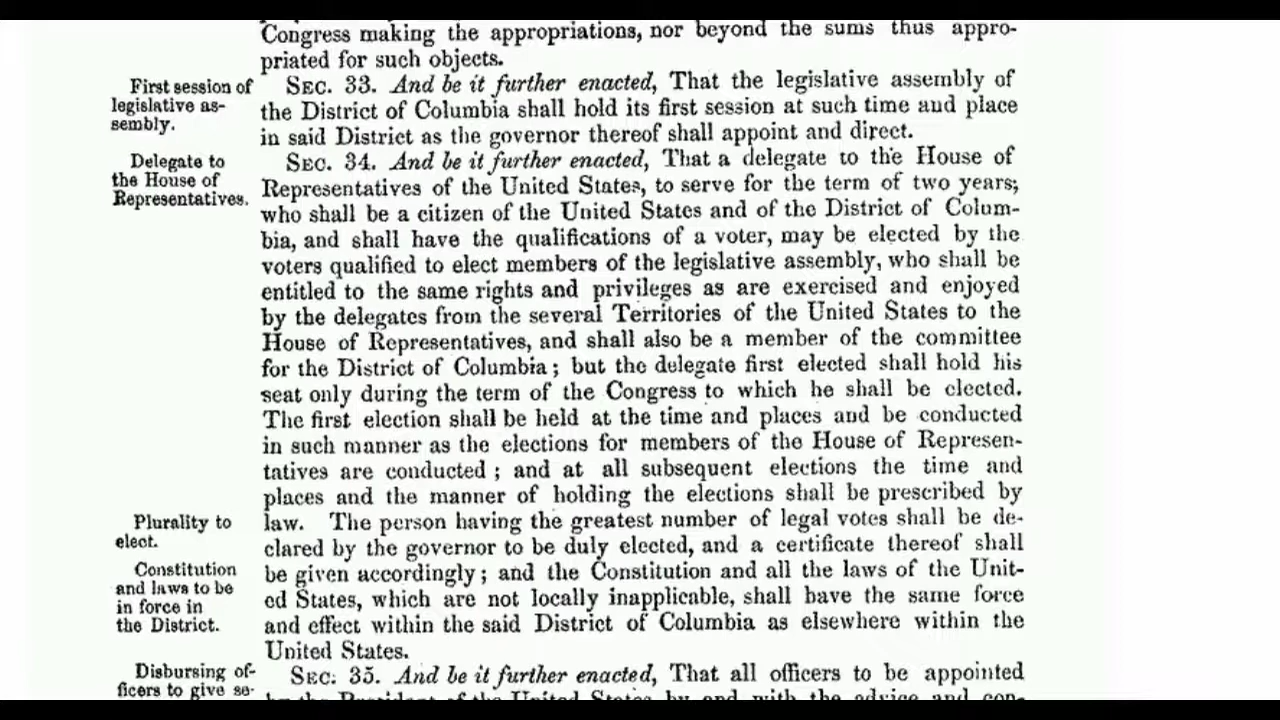 Congress making the appropriations, nor beyond the sums thus appro-
priated for such objects.
First session of
legislative as-
sembly.
SEC. 33. And be it further enacted, That the legislative assembly of
the District of Columbia shall hold its first session at such time and place
in said District as the governor thereof shall appoint and direct.
Delegate to
the House of
Representatives.
SEC. 34. And be it further enacted, That a delegate to the House of
Representatives of the United States, to serve for the term of two years;
who shall be a citizen of the United States and of the District of Colum-
bia, and shall have the qualifications of a voter, may be elected by the
voters qualified to elect members of the legislative assembly, who shall be
entitled to the same rights and privileges as are exercised and enjoyed
by the delegates from the several Territories of the United States to the
House of Representatives, and shall also be a member of the committee
for the District of Columbia; but the delegate first elected shall hold his
seat only during the term of the Congress to which he shall be elected.
The first election shall be held at the time and places and be conducted
in such manner as the elections for members of the House of Represen-
tatives are conducted; and at all subsequent elections the time and
places and the manner of holding the elections shall be prescribed by
Plurality to
elect.
law. The person having the greatest number of legal votes shall be de-
clared by the governor to be duly elected, and a certificate thereof shall
Constitution
and laws to be
in force in
the District.
be given accordingly; and the Constitution and all the laws of the Unit-
ed States, which are not locally inapplicable, shall have the same force
and effect within the said District of Columbia as elsewhere within the
United States.
Disbursing of-
ficers to give se-
SEC. 35. And be it further enacted, That all officers to be appointed
by the President of the United States by and with the advice and con-